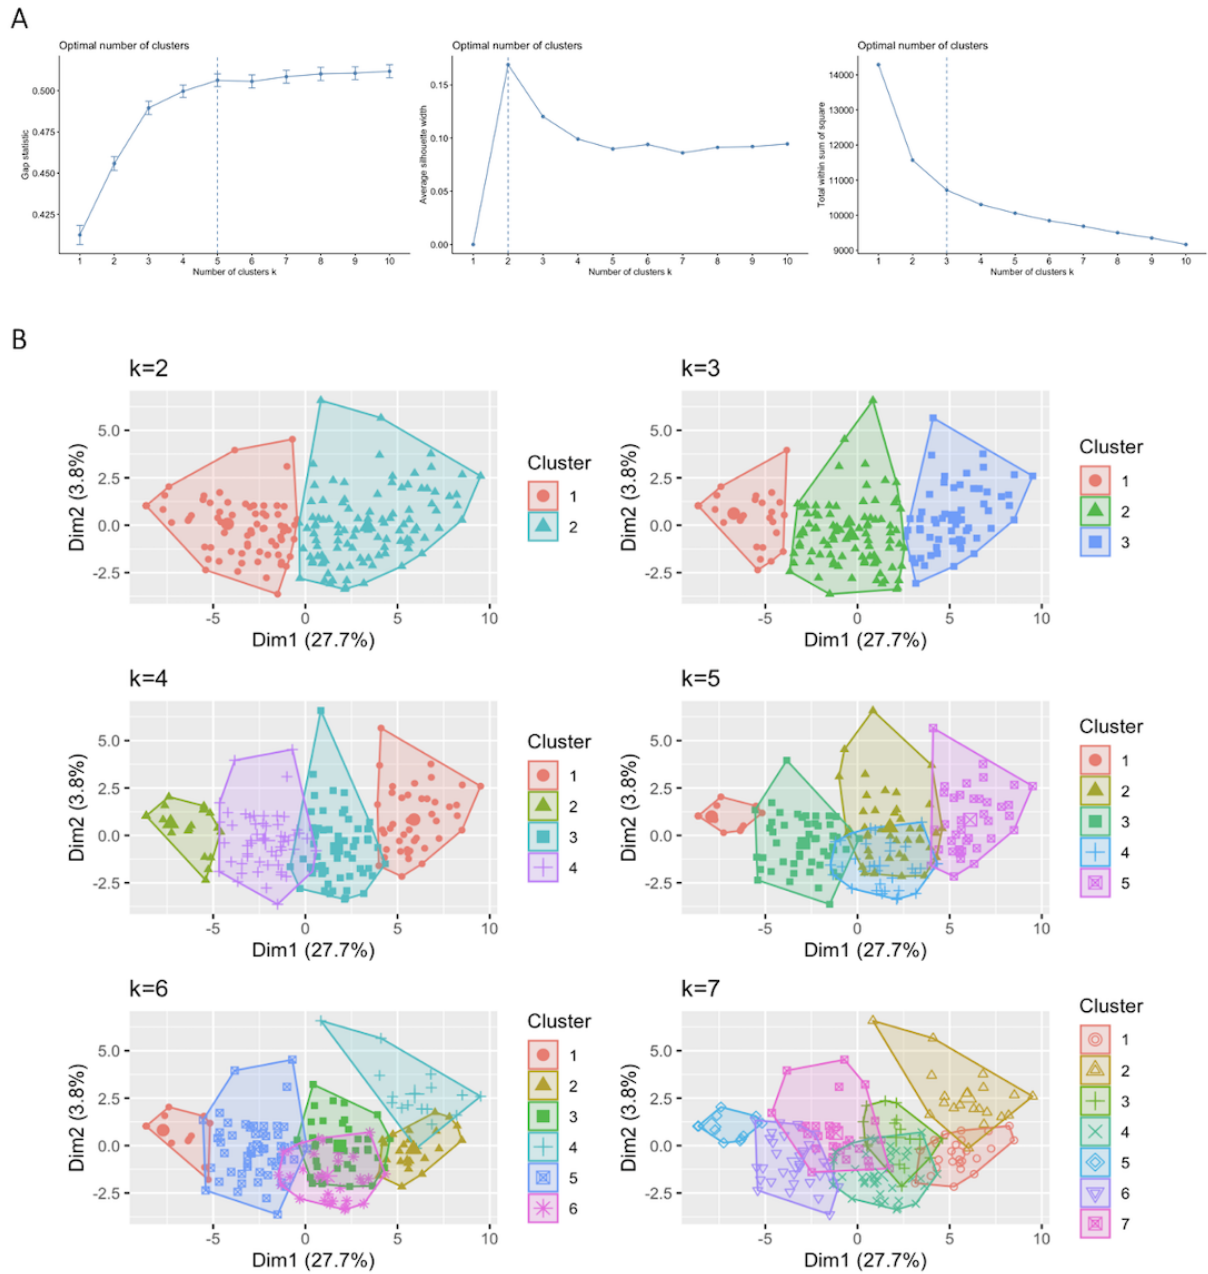 A
Optimal number of clusters
Optimal number of clusters
Optimal number of clusters
Gap statistic
0.500
0.475
0.450
0.425
1 2 3 4 5 6 7 8 9 10
Number of clusters k
Average silhouette width
0.15
0.10
0.05
0.00
1 2 3 4 5 6 7 8 9 10
Number of clusters k
Total within sum of square
14000
13000
12000
11000
10000
9000
1 2 3 4 5 6 7 8 9 10
Number of clusters k
B
k=2
Dim2 (3.8%)
5.0
2.5
0.0
-2.5
-5 0 5 10
Dim1 (27.7%)
Cluster
1
2
k=3
Dim2 (3.8%)
5.0
2.5
0.0
-2.5
-5 0 5 10
Dim1 (27.7%)
Cluster
1
2
3
k=4
Dim2 (3.8%)
5.0
2.5
0.0
-2.5
-5 0 5 10
Dim1 (27.7%)
Cluster
1
2
3
4
k=5
Dim2 (3.8%)
5.0
2.5
0.0
-2.5
-5 0 5 10
Dim1 (27.7%)
Cluster
1
2
3
4
5
k=6
Dim2 (3.8%)
5.0
2.5
0.0
-2.5
-5 0 5 10
Dim1 (27.7%)
Cluster
1
2
3
4
5
6
k=7
Dim2 (3.8%)
5.0
2.5
0.0
-2.5
-5 0 5 10
Dim1 (27.7%)
Cluster
1
2
3
4
5
6
7